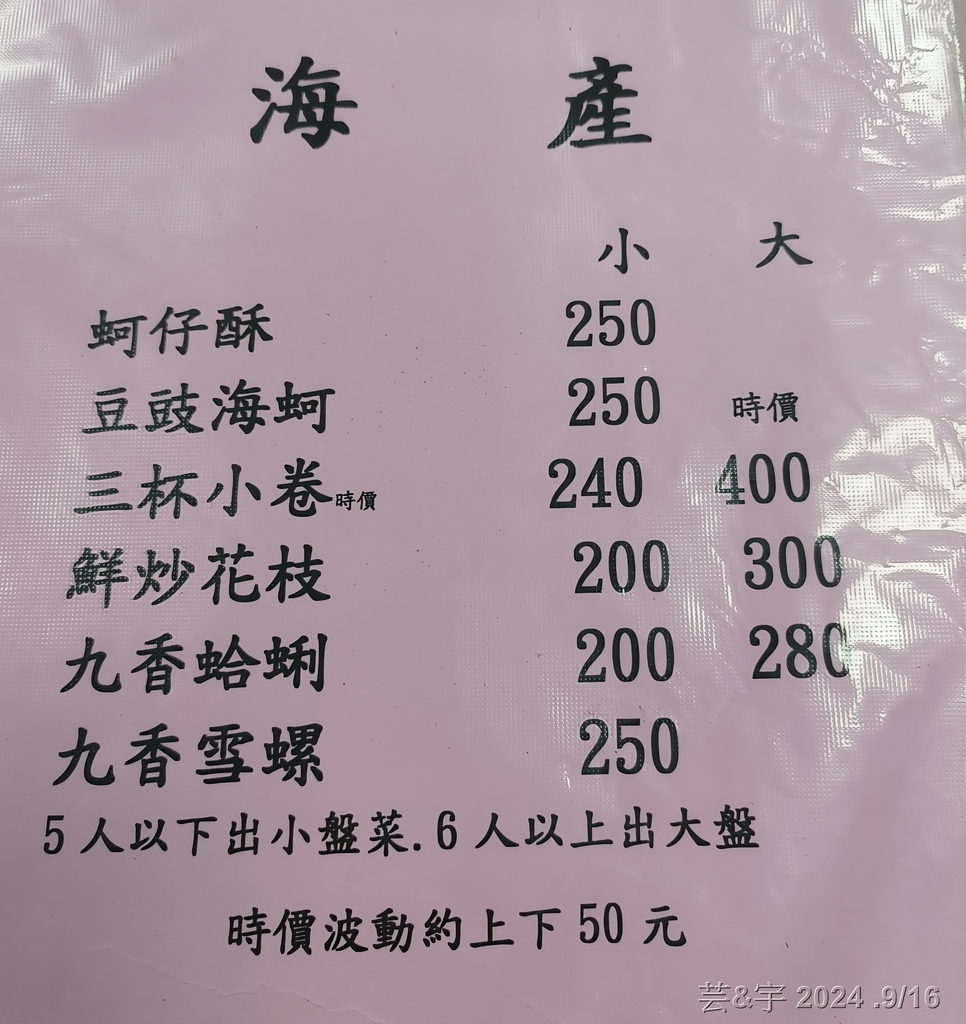 海產
小 大
蚵仔酥 250
豆豉海蚵 250 時價
三杯小卷時價 240 400
鮮炒花枝 200 300
九香蛤蜊 200 280
九香雪螺 250
5人以下出小盤菜.6人以上出大盤
時價波動約上下50元
芸&宇 2024 .9/16